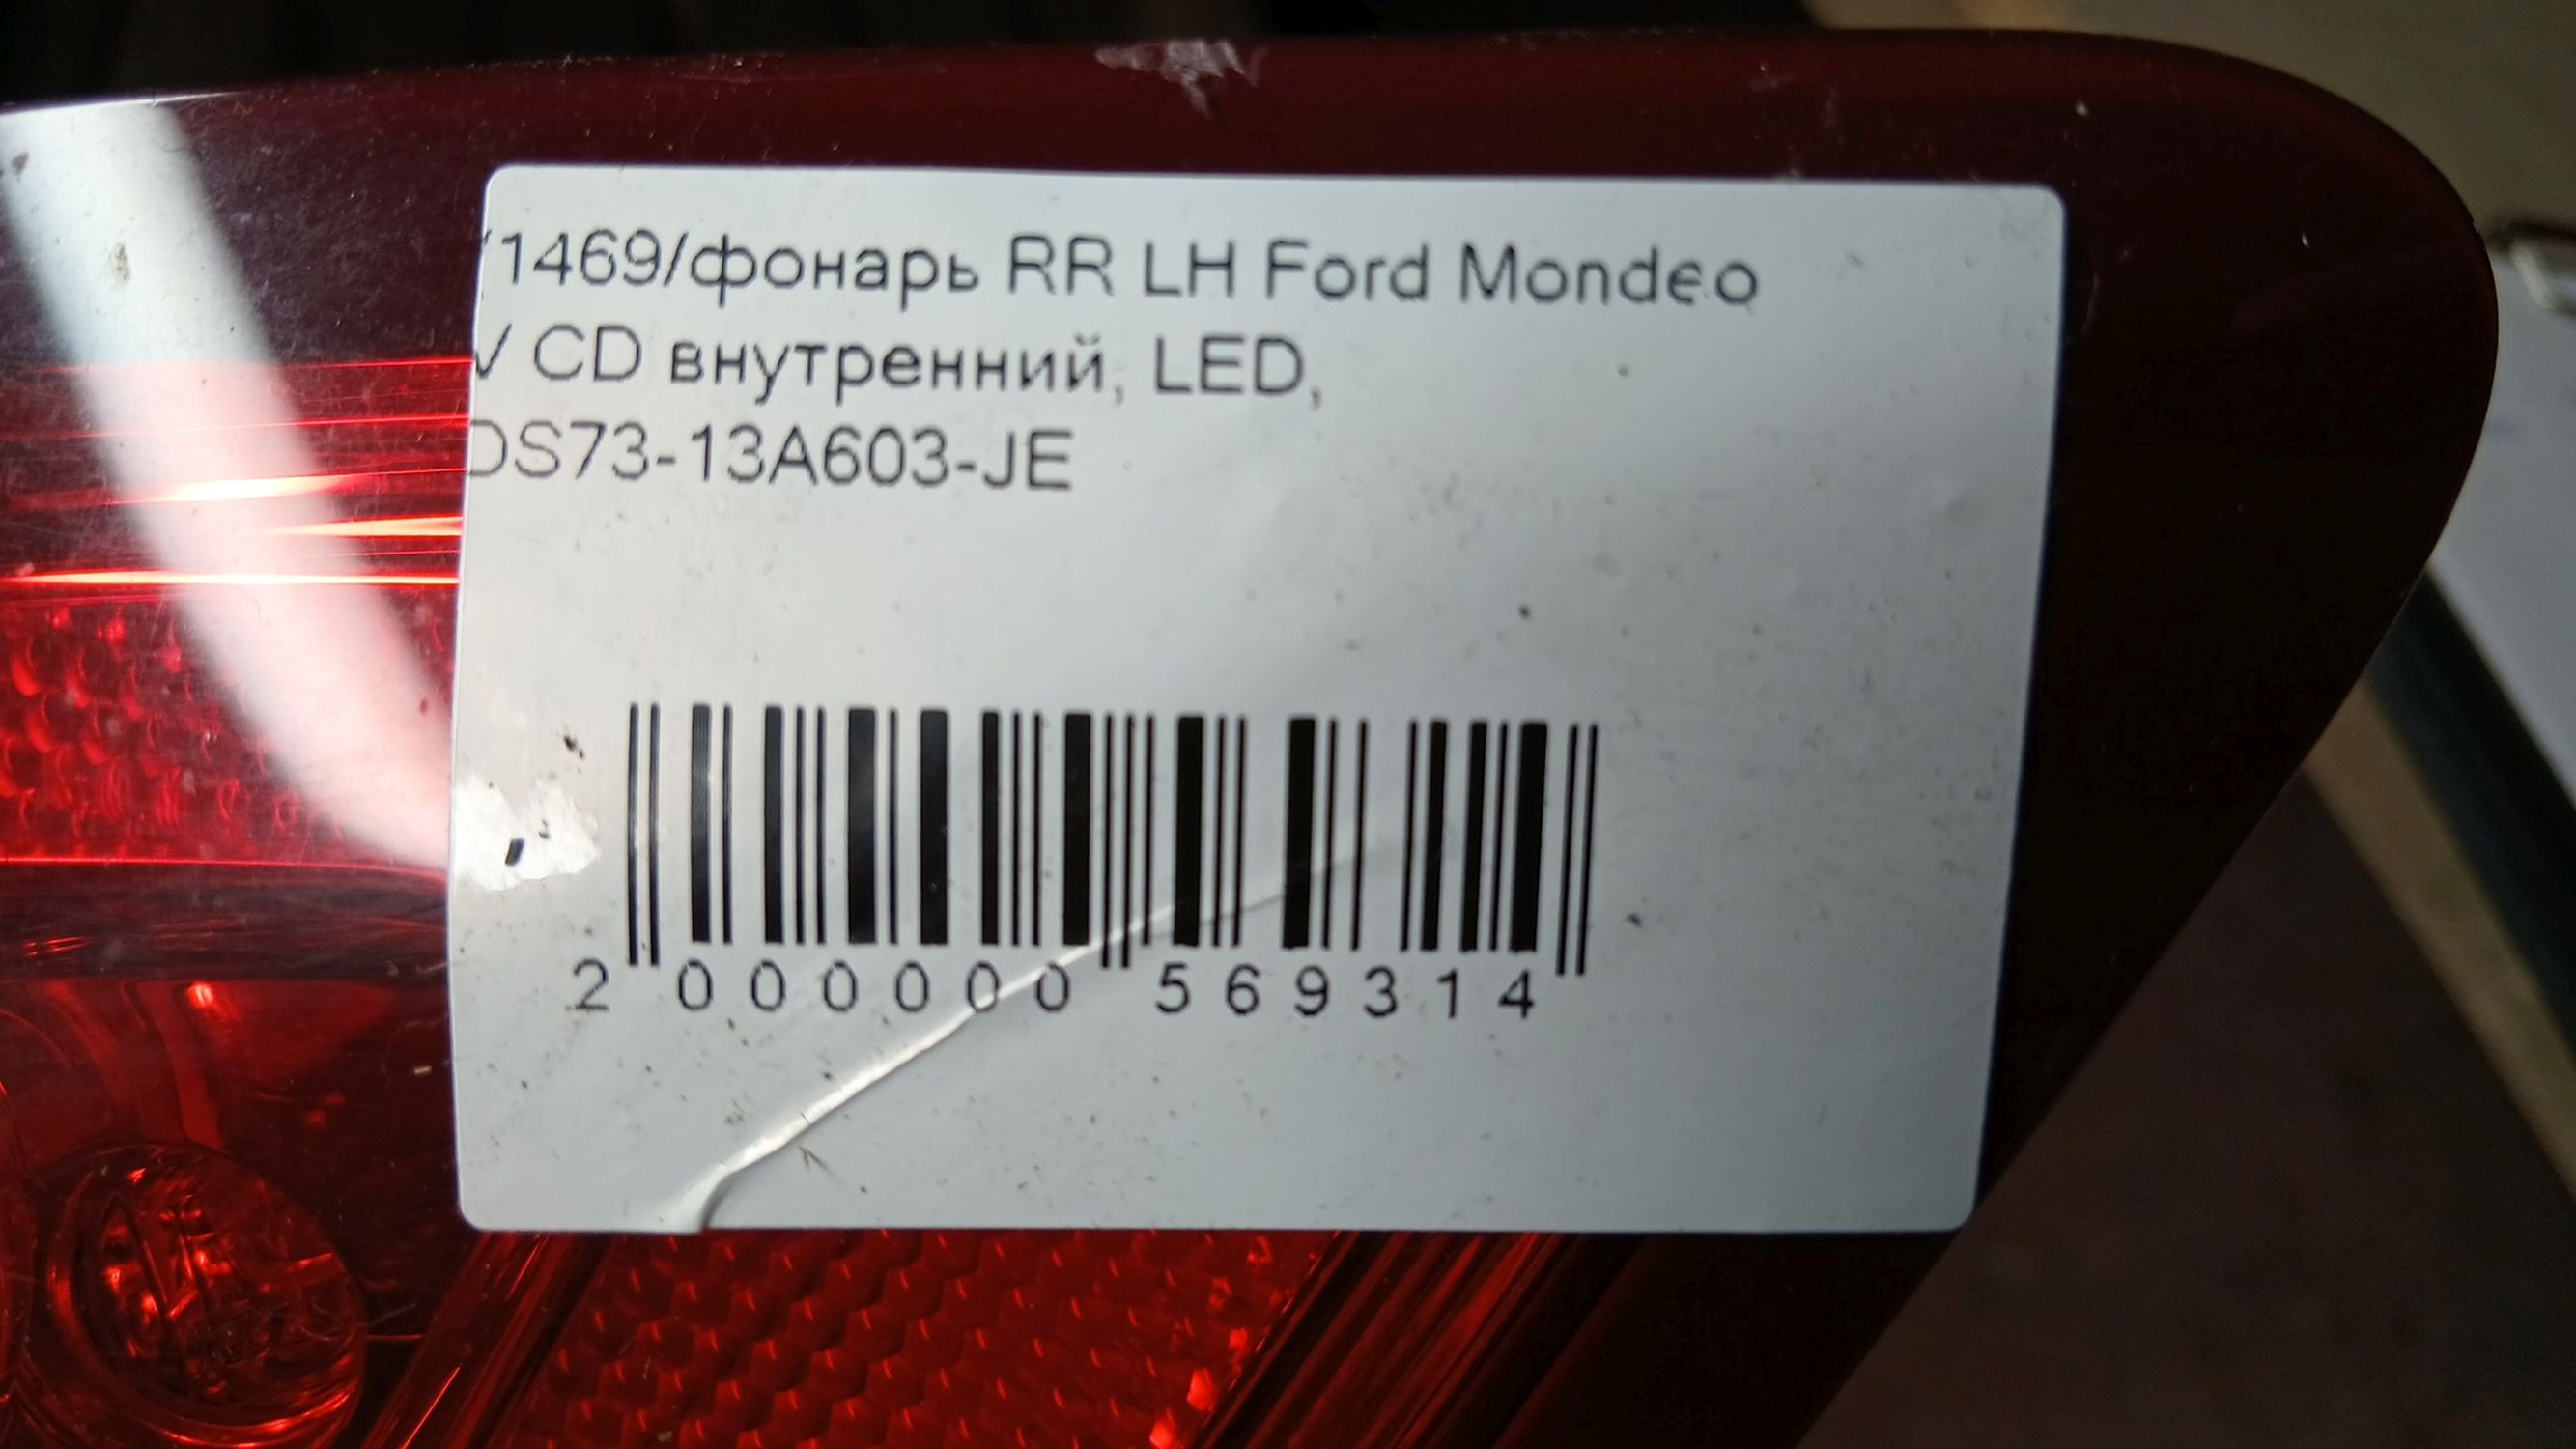 1469/фонарь RR LH Ford Mondeo
V CD внутренний, LED,
DS73-13A603-JE
2 000000 569314